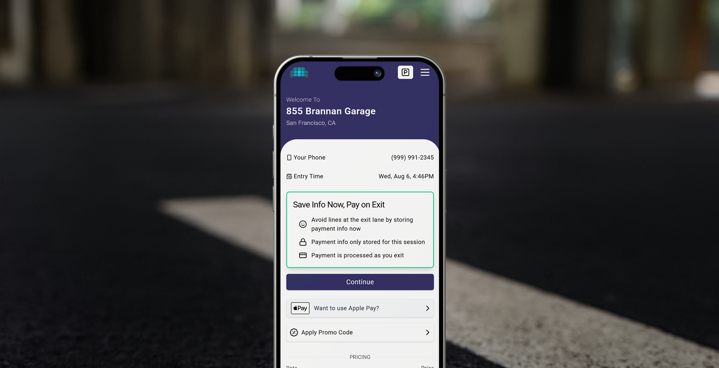 Welcome To
855 Brannan Garage
San Francisco, CA
Your Phone (999) 991-2345
Entry Time Wed, Aug 6, 4:46PM
Save Info Now, Pay on Exit
Avoid lines at the exit lane by storing
payment info now
Payment info only stored for this session
Payment is processed as you exit
Continue
Pay Want to use Apple Pay?
Apply Promo Code
PRICING